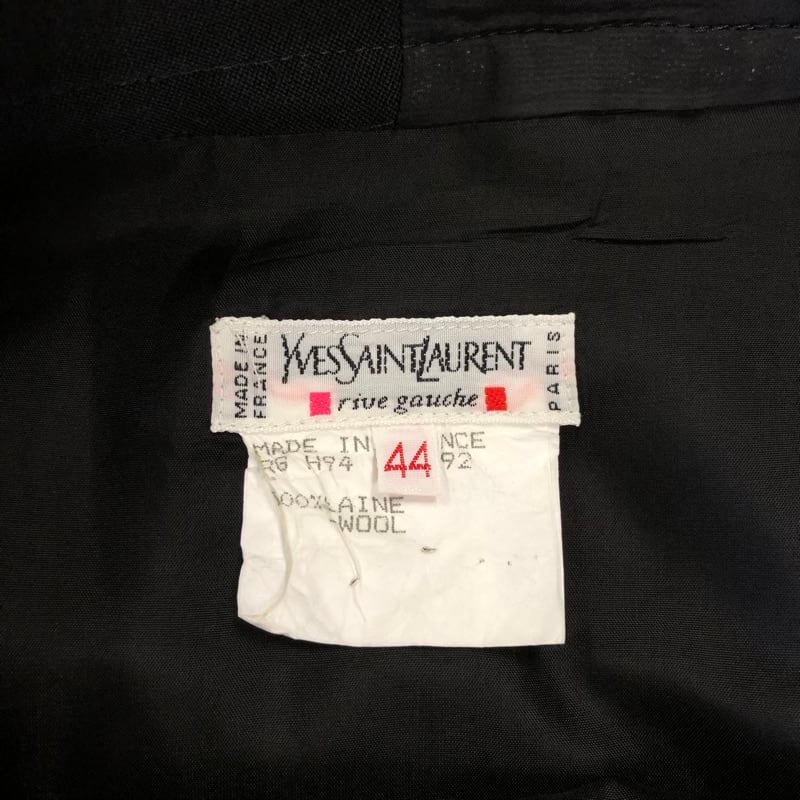 MADE IN
FRANCE
YVES SAINT LAURENT
rive gauche
PARIS
MADE IN NCE
RG H94 92
44
100% LAINE
WOOL